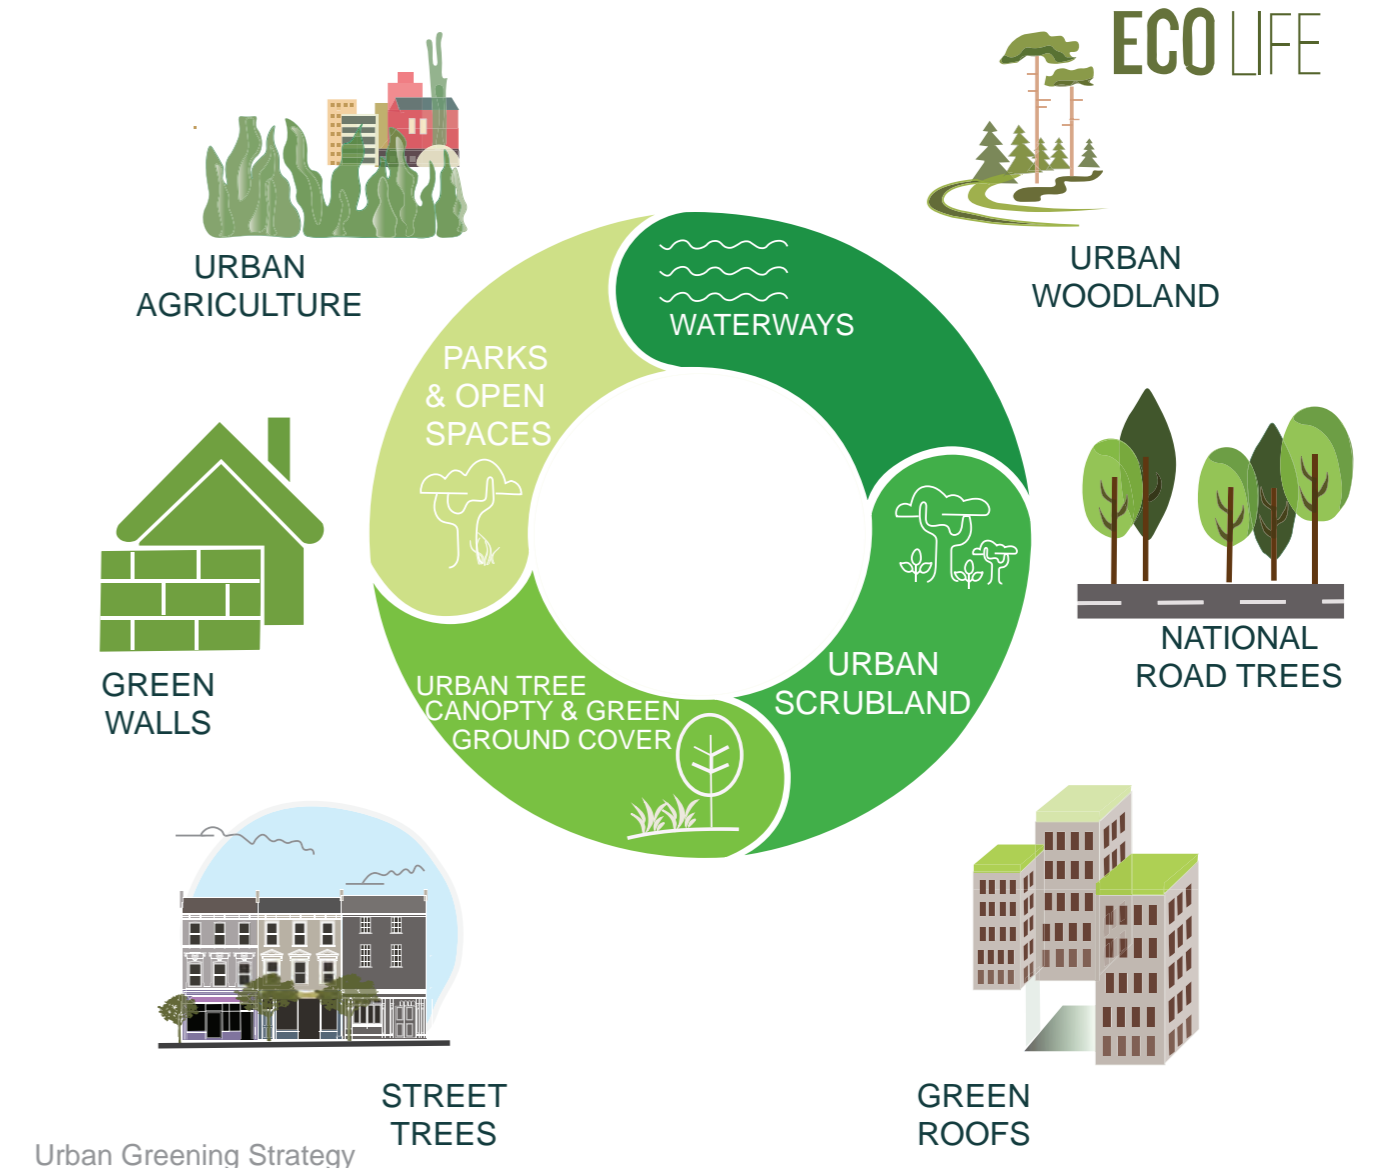 ECO LIFE
URBAN
AGRICULTURE
URBAN
WOODLAND
WATERWAYS
PARKS
& OPEN
SPACES
GREEN
WALLS
NATIONAL
ROAD TREES
URBAN
SCRUBLAND
URBAN TREE
CANOPTY & GREEN
GROUND COVER
STREET
TREES
GREEN
ROOFS
Urban Greening Strategy